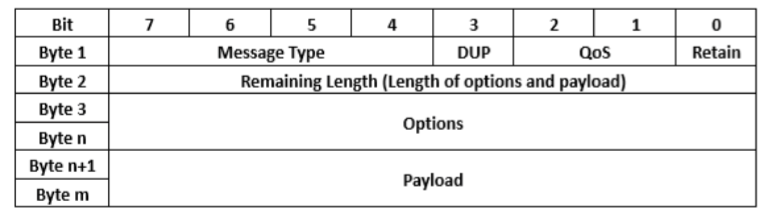 Bit 7 6 5 4 3 2 1 0
Byte 1 Message Type DUP QoS Retain
Byte 2 Remaining Length (Length of options and payload)
Byte 3
Options
Byte n
Byte n+1
Payload
Byte m